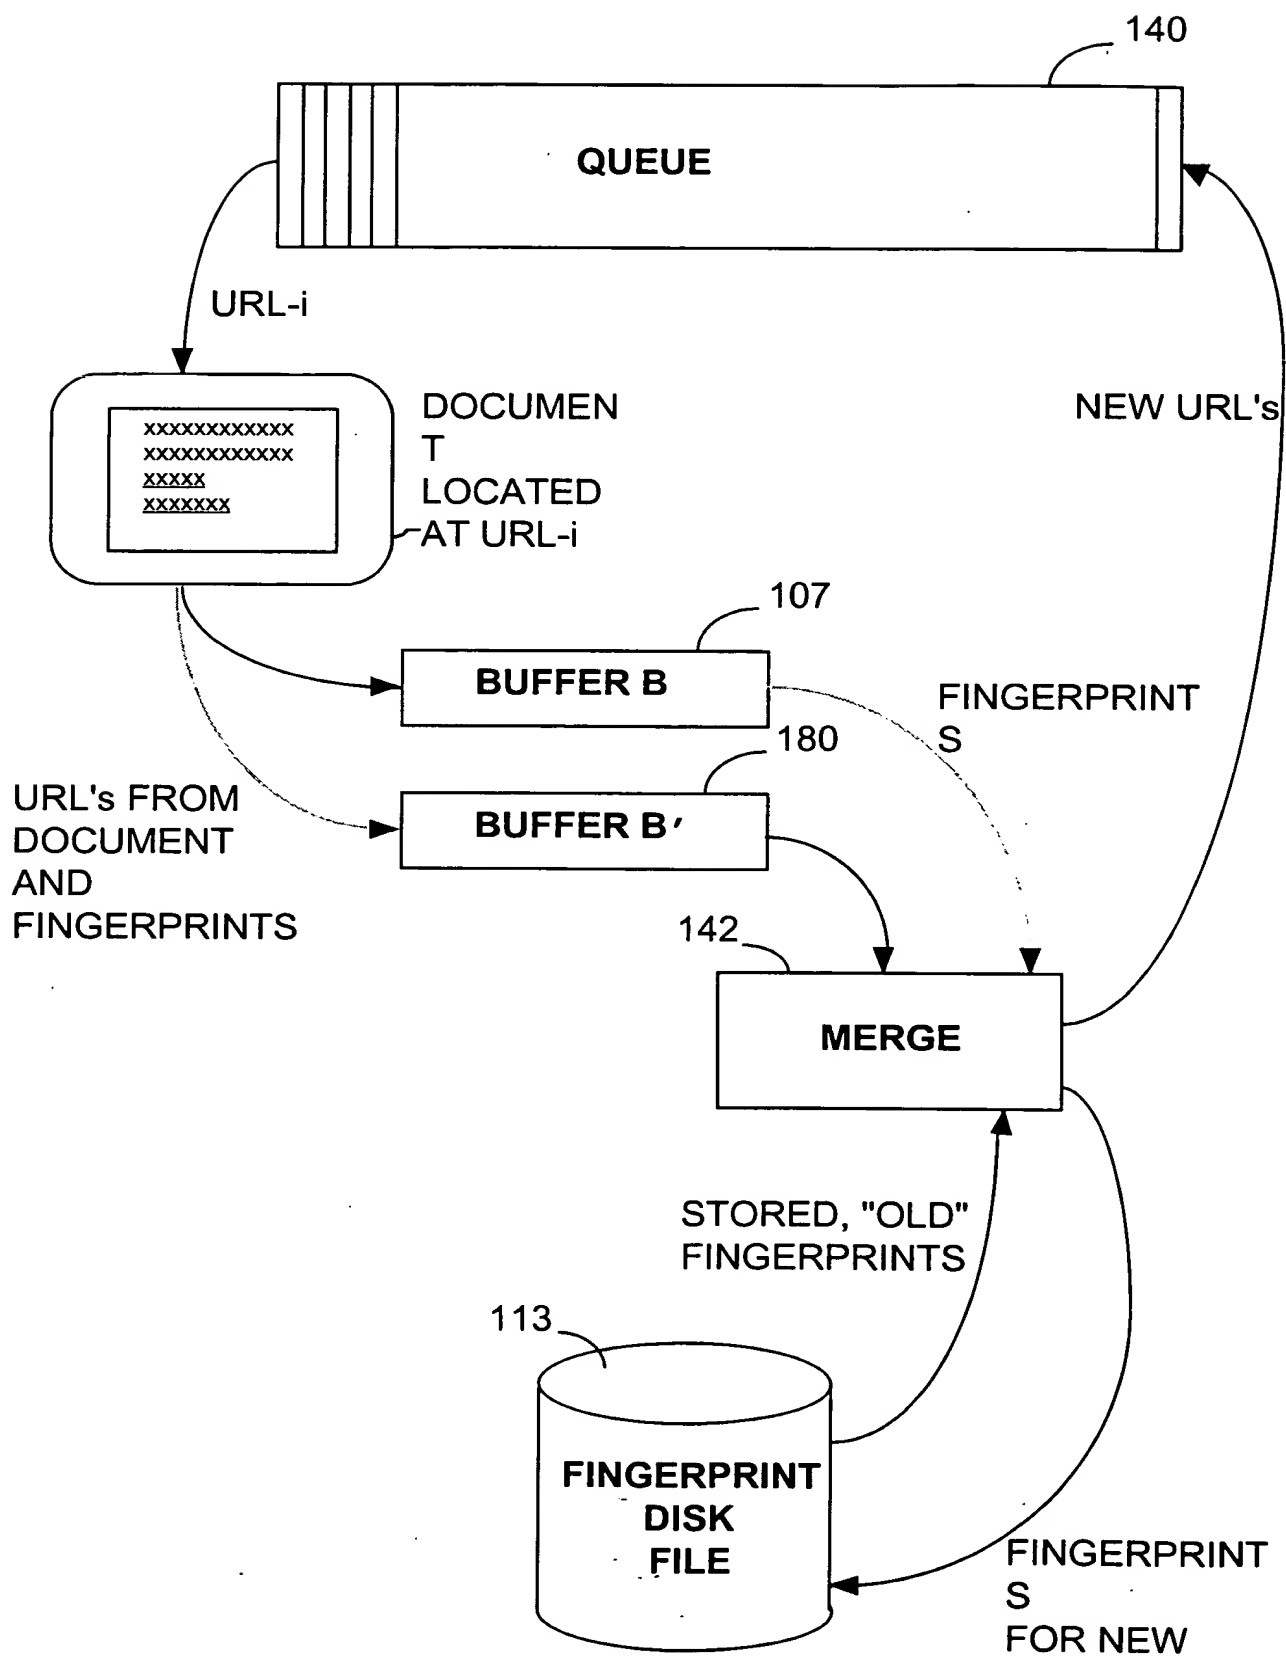 140
QUEUE
URL-i
DOCUMEN
T
LOCATED
AT URL-i
NEW URL's
xxxxxxxxxxxx
xxxxxxxxxxxx
xxxxx
xxxxxxx
107
BUFFER B
FINGERPRINT
S
180
BUFFER B'
URL's FROM
DOCUMENT
AND
FINGERPRINTS
142
MERGE
STORED, "OLD"
FINGERPRINTS
113
FINGERPRINT
DISK
FILE
FINGERPRINT
S
FOR NEW